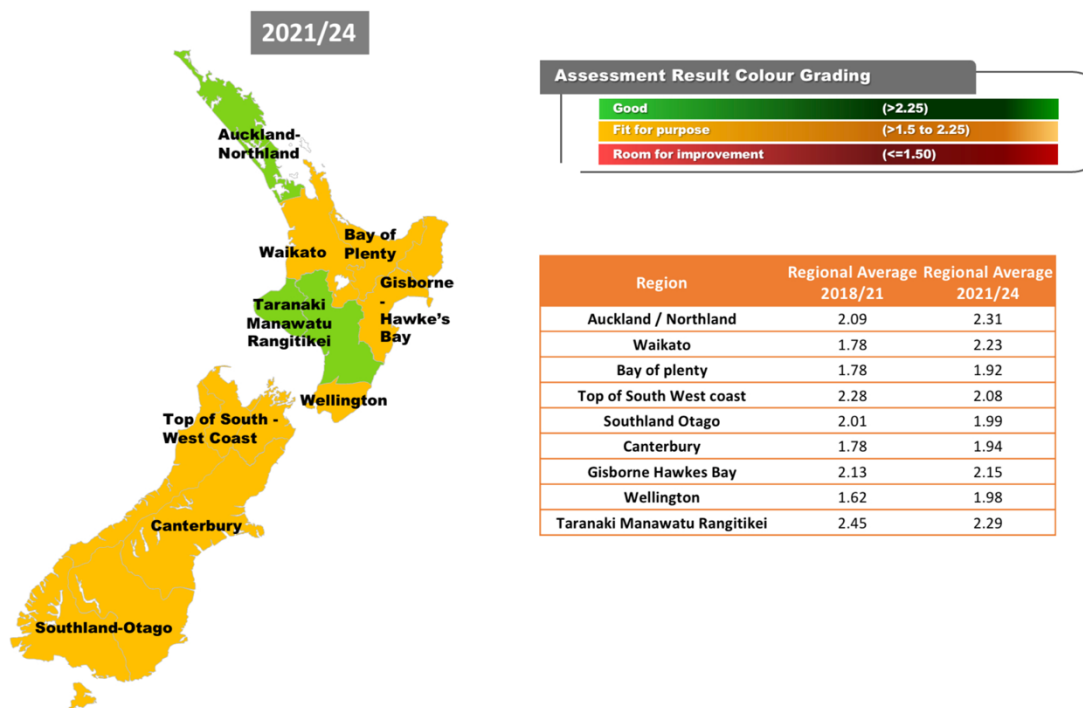 2021/24
Auckland-
Northland
Waikato
Bay of
Plenty
Gisborne
-
Hawke's
Bay
Taranaki
Manawatu
Rangitikei
Wellington
Top of South -
West Coast
Canterbury
Southland-Otago
Assessment Result Colour Grading
Good (>2.25)
Fit for purpose (>1.5 to 2.25)
Room for improvement (<=1.50)
Region Regional Average 2018/21 Regional Average 2021/24
Auckland / Northland 2.09 2.31
Waikato 1.78 2.23
Bay of plenty 1.78 1.92
Top of South West coast 2.28 2.08
Southland Otago 2.01 1.99
Canterbury 1.78 1.94
Gisborne Hawkes Bay 2.13 2.15
Wellington 1.62 1.98
Taranaki Manawatu Rangitikei 2.45 2.29